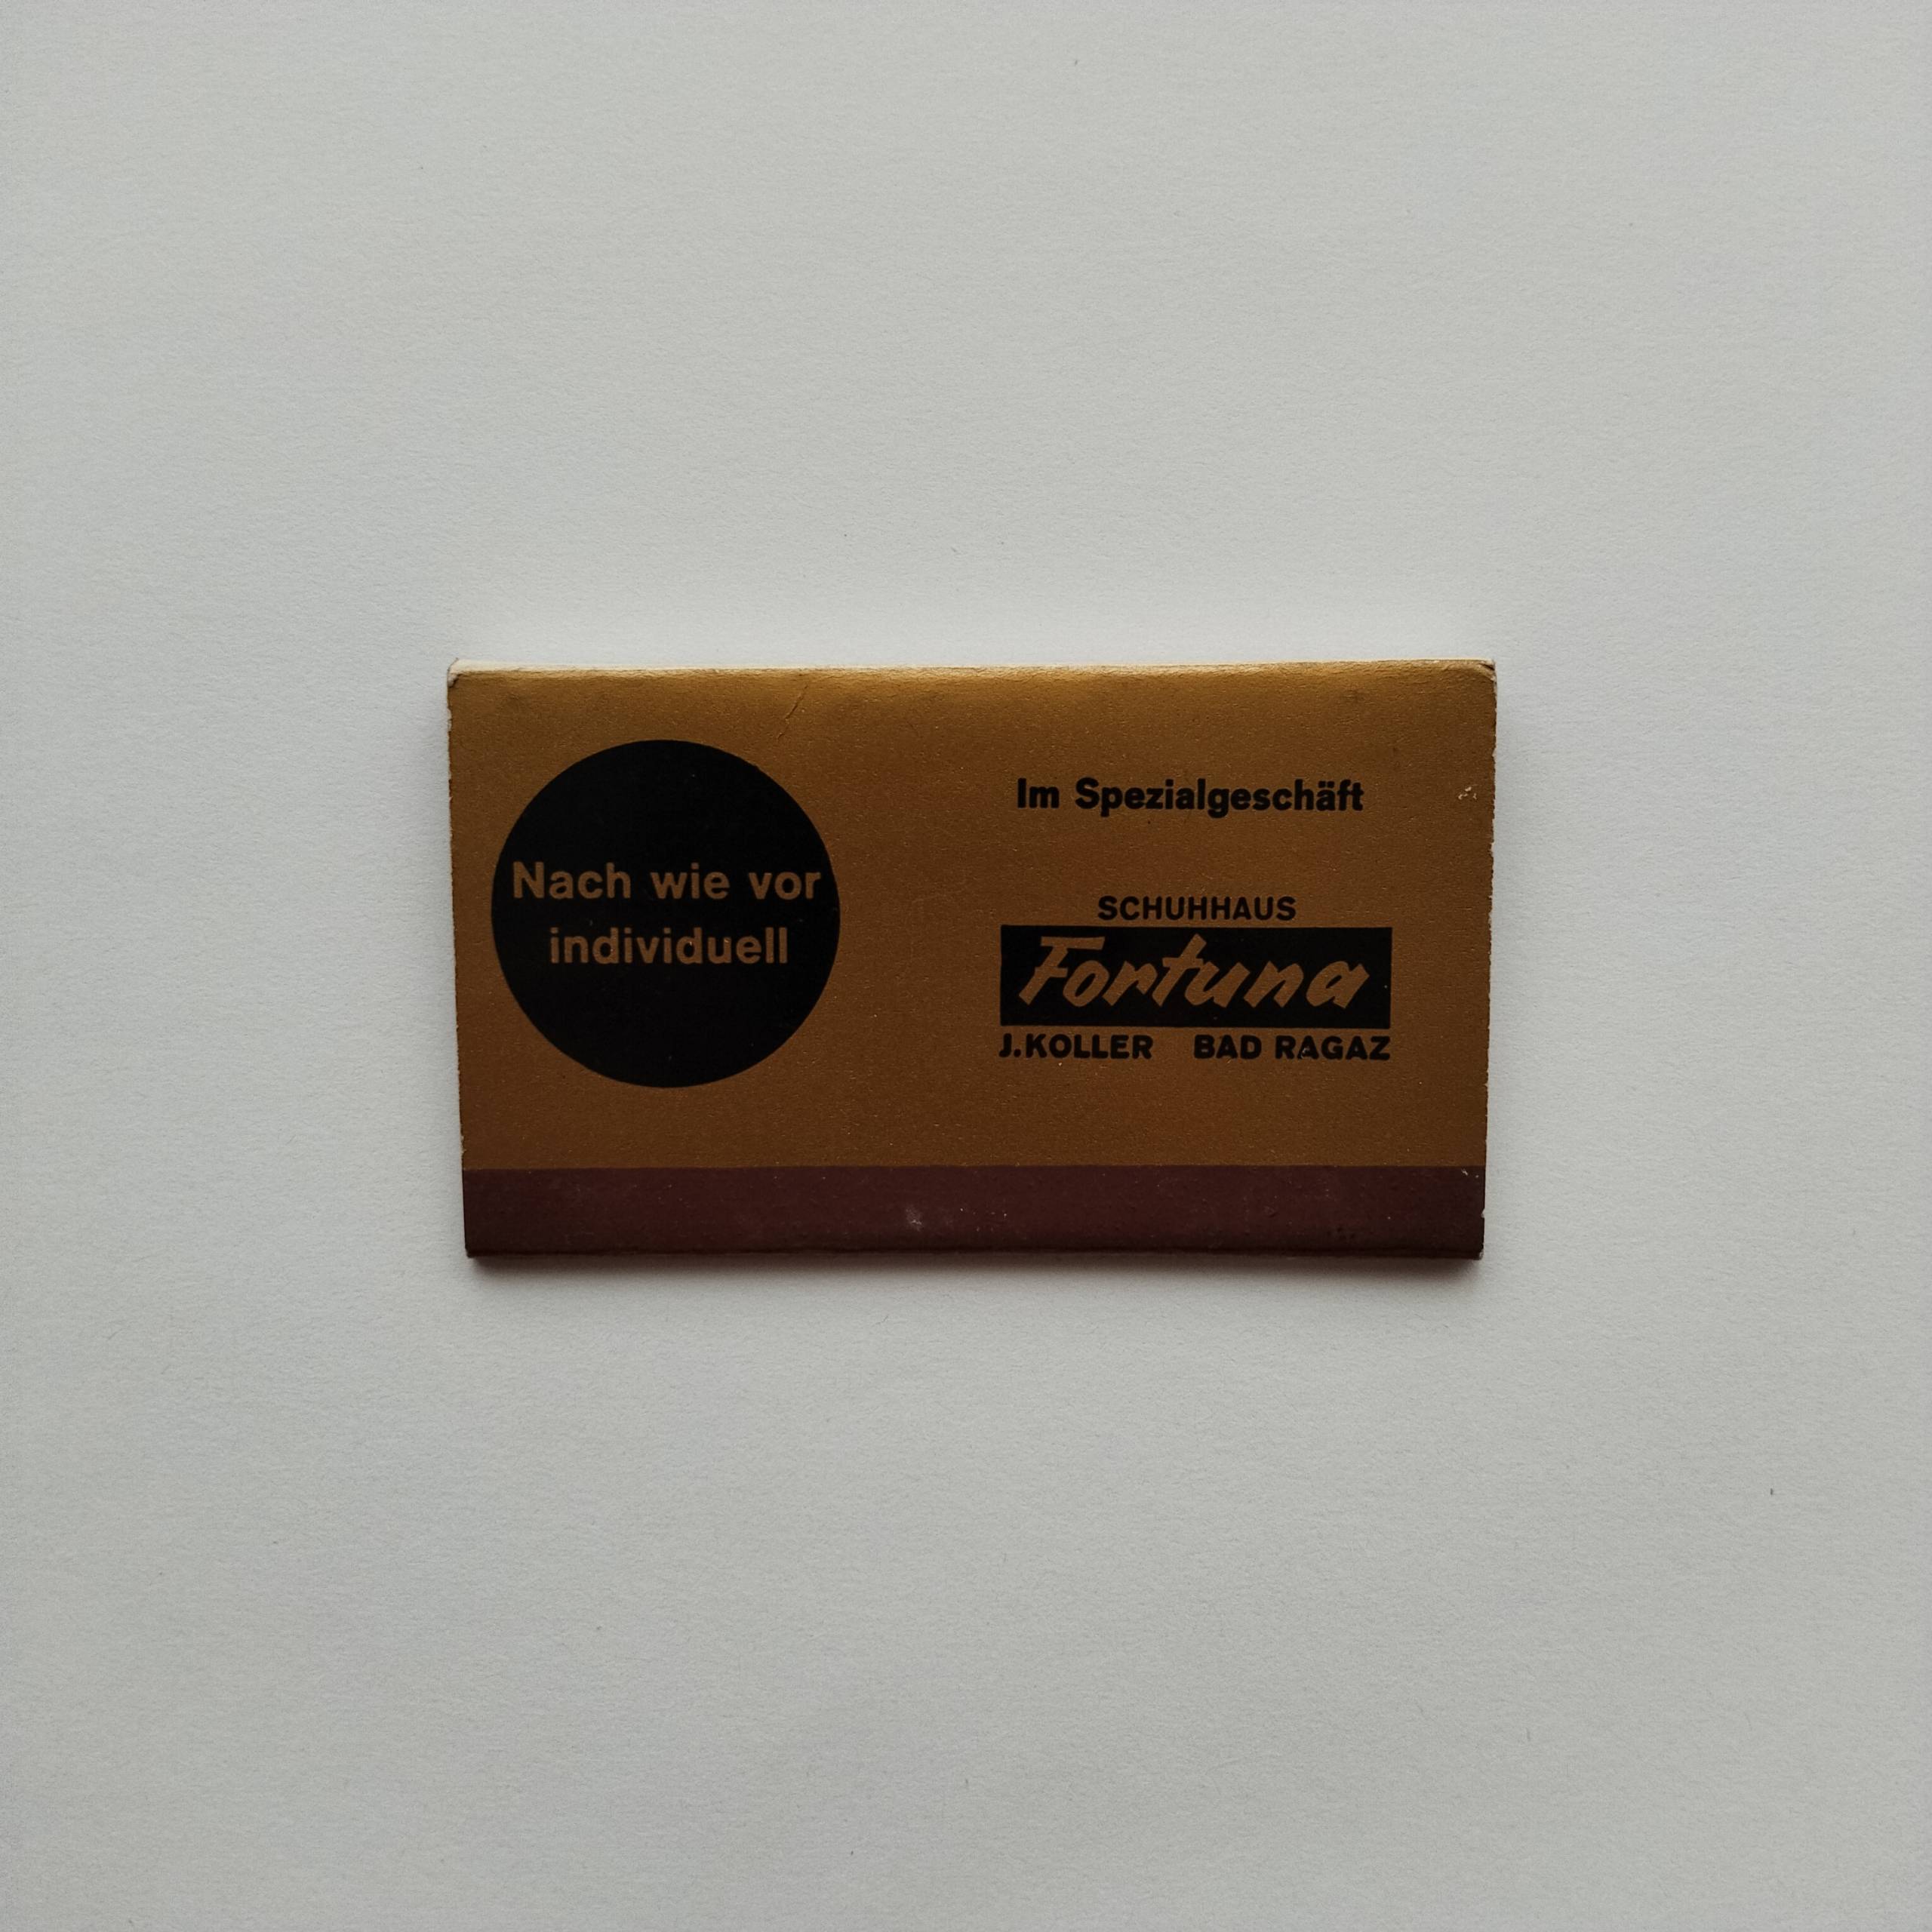 Nach wie vor
individuell
Im Spezialgeschäft
SCHUHHAUS
Fortuna
J.KOLLER BAD RAGAZ